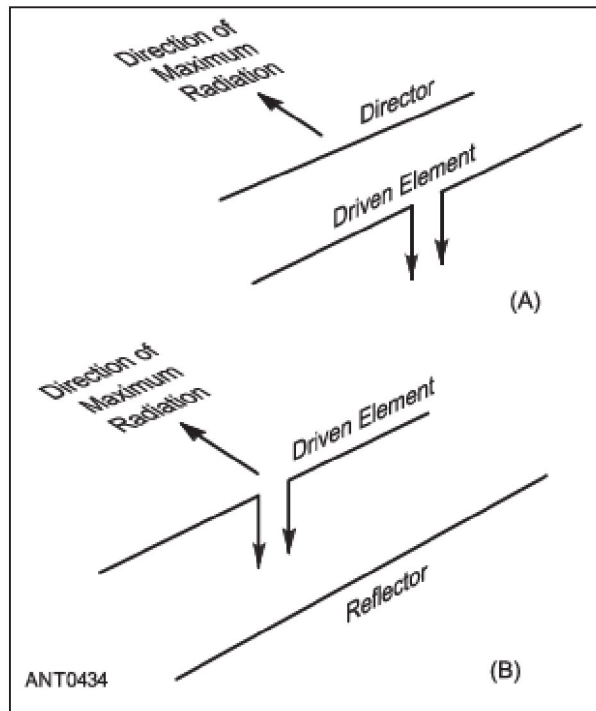 Direction of
Maximum
Radiation
Director
Driven Element
(A)
Direction of
Maximum
Radiation
Driven Element
Reflector
ANT0434
(B)